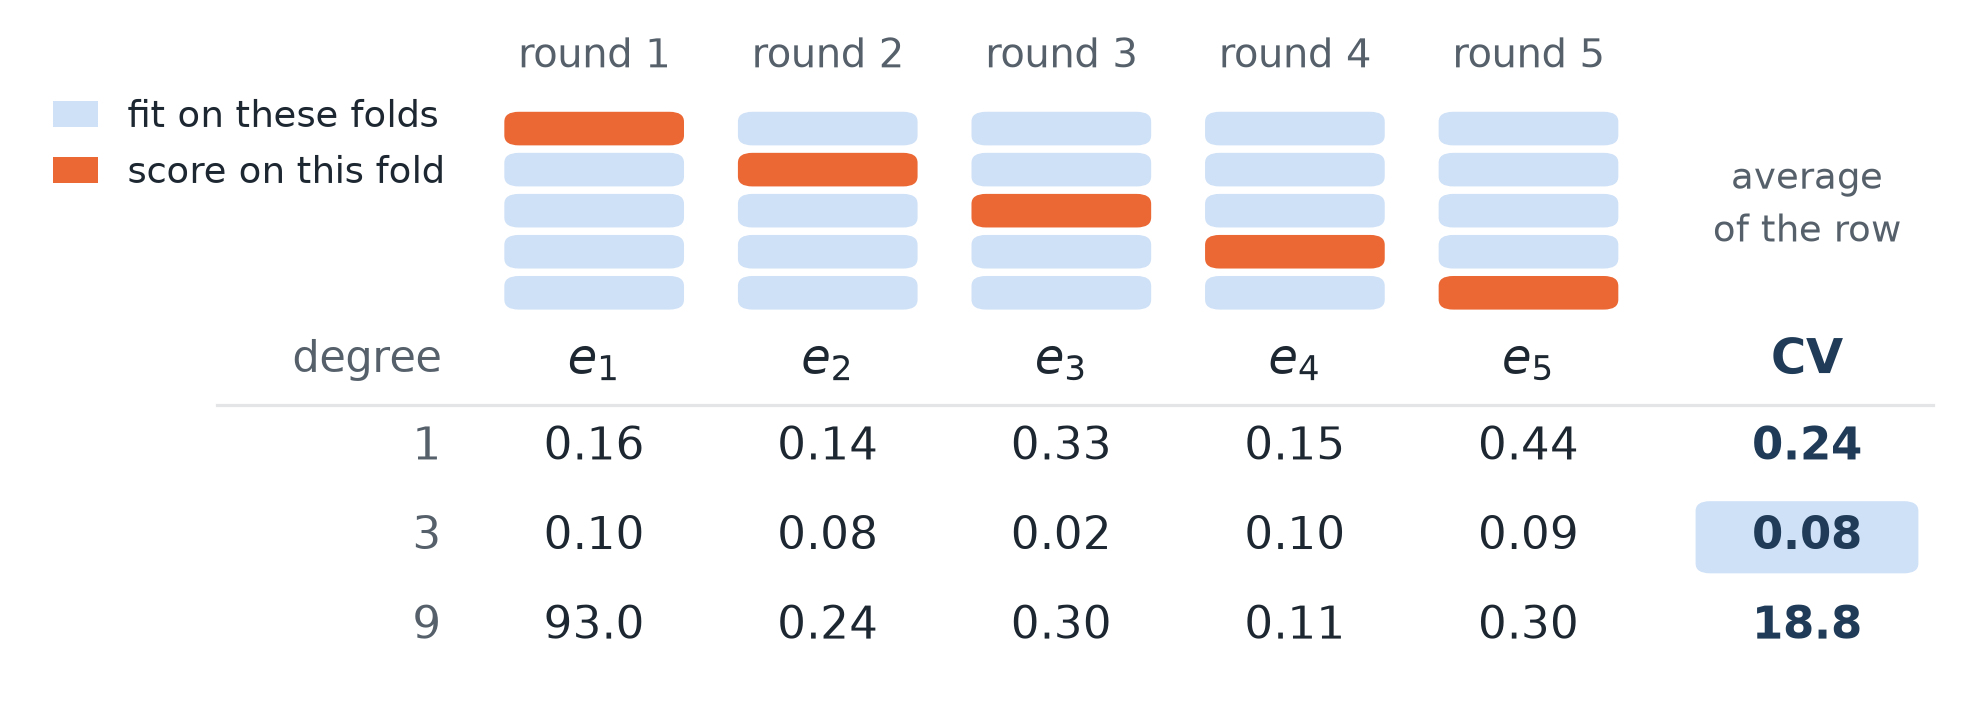 round 1 round 2 round 3 round 4 round 5
fit on these folds
score on this fold
average
of the row
degree e₁ e₂ e₃ e₄ e₅ CV
1 0.16 0.14 0.33 0.15 0.44 0.24
3 0.10 0.08 0.02 0.10 0.09 0.08
9 93.0 0.24 0.30 0.11 0.30 18.8